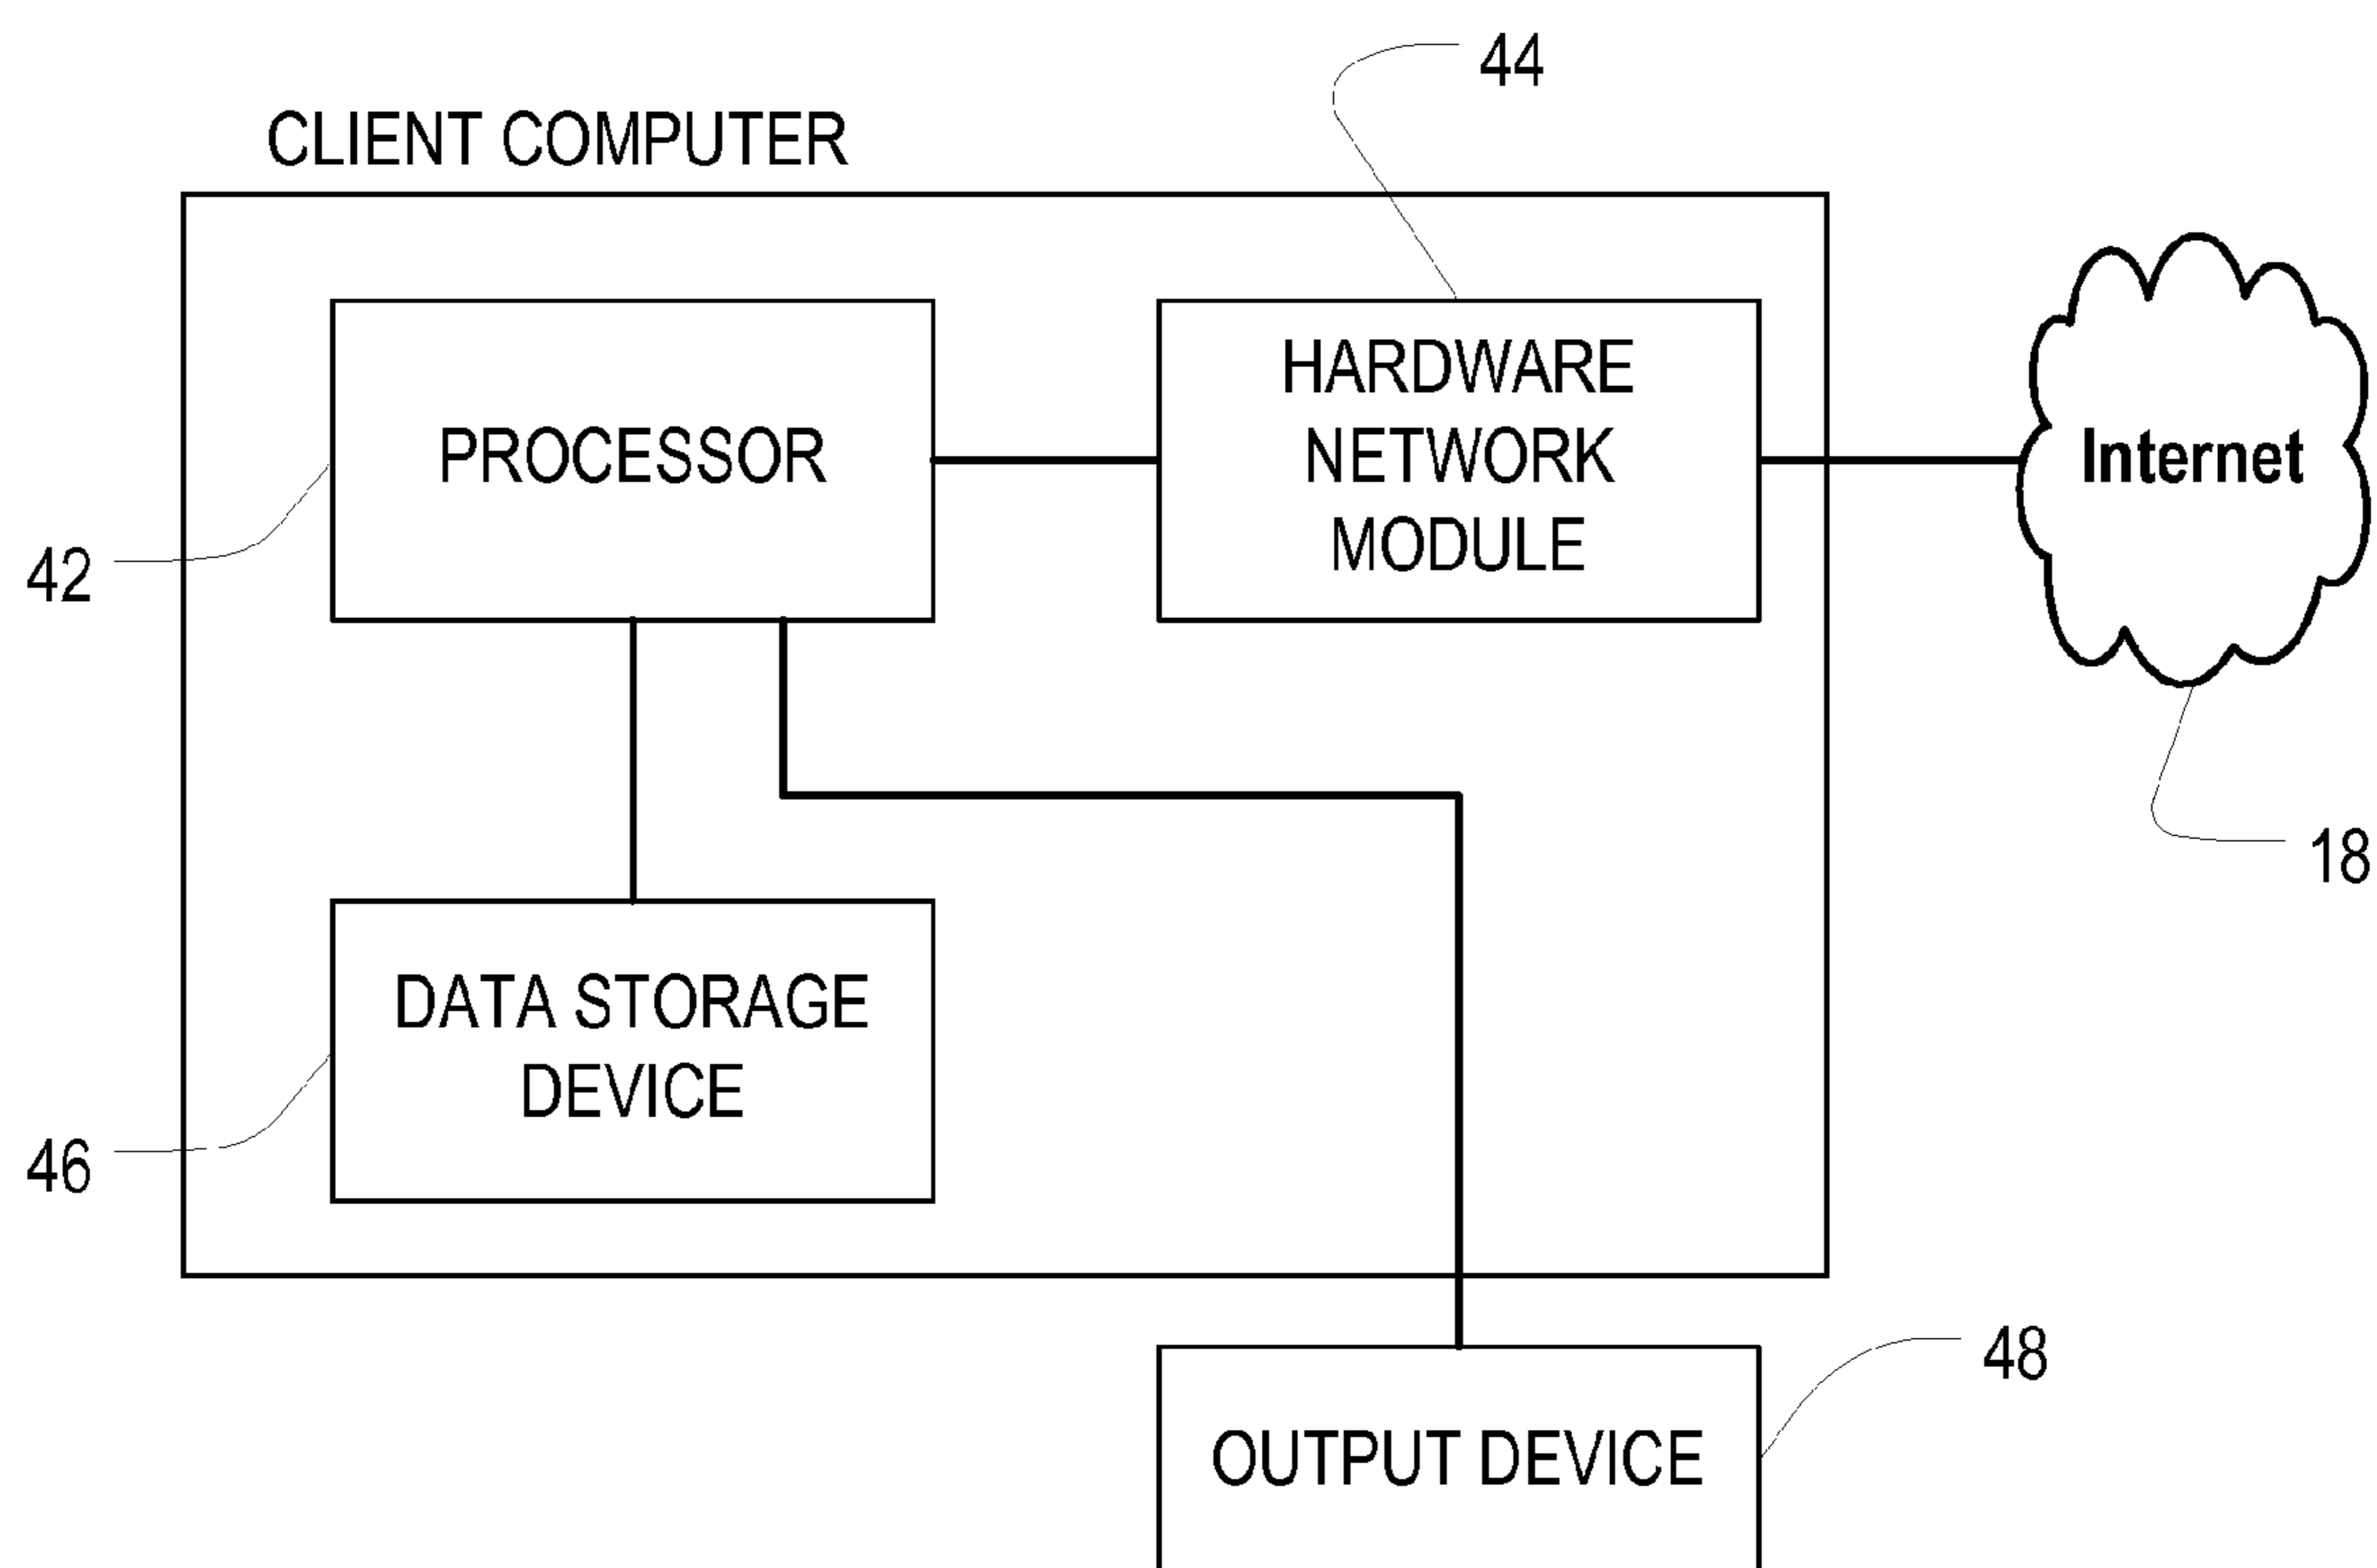 44
CLIENT COMPUTER
HARDWARE
NETWORK
MODULE
PROCESSOR
Internet
42
18
DATA STORAGE
DEVICE
46
48
OUTPUT DEVICE